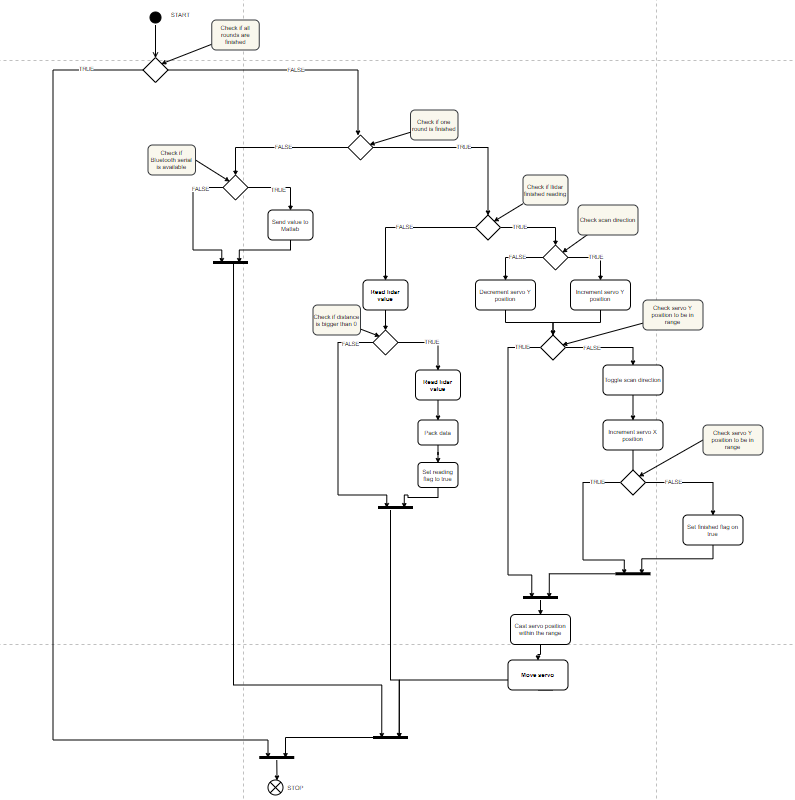 START
Check if all
rounds are
finished
TRUE
FALSE
Check if one
round is finished
FALSE
TRUE
Check if
Bluetooth serial
is available
FALSE
TRUE
Send value to
Matlab
Check if lidar
finished reading
FALSE
TRUE
Check scan direction
FALSE
TRUE
Decrement servo Y
position
Increment servo Y
position
Read lidar
value
Check if distance
is bigger than 0
FALSE
TRUE
Read lidar
value
Pack data
Set reading
flag to true
Check servo Y
position to be in
range
TRUE
FALSE
Toggle scan direction
Increment servo X
position
Check servo Y
position to be in
range
TRUE
FALSE
Set finished flag on
true
Cast servo position
within the range
Move servo
STOP